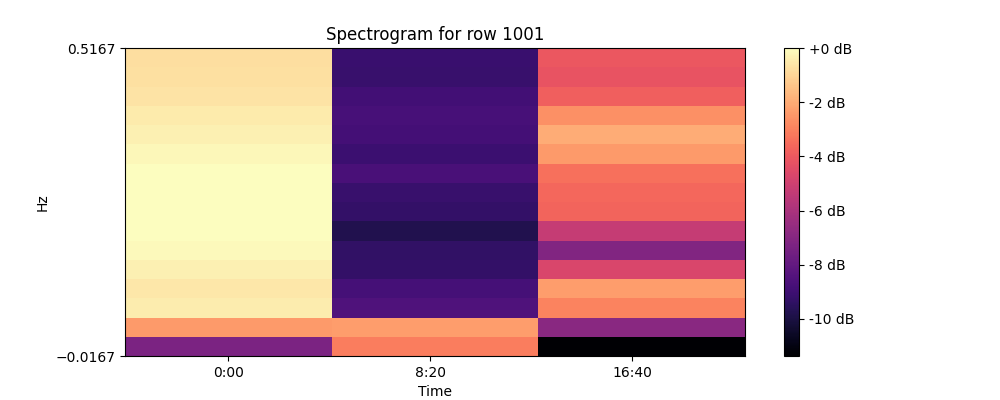 Spectrogram for row 1001
0.5167
−0.0167
Hz
0:00
8:20
16:40
Time
+0 dB
-2 dB
-4 dB
-6 dB
-8 dB
-10 dB